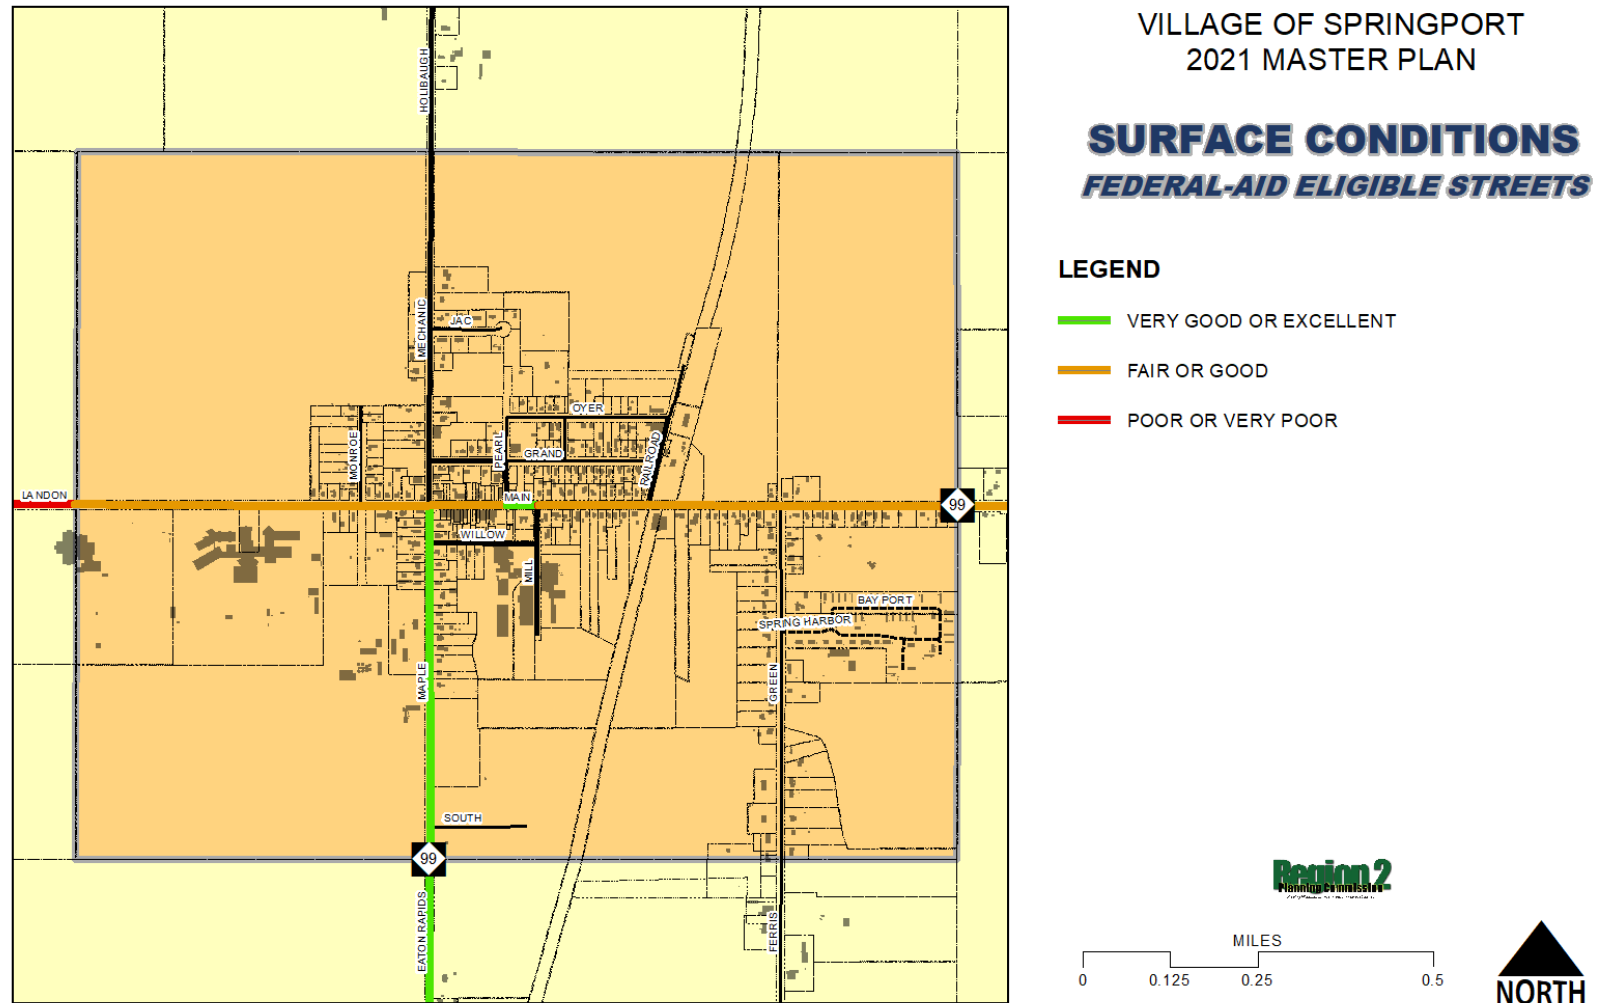 VILLAGE OF SPRINGPORT
2021 MASTER PLAN
SURFACE CONDITIONS
FEDERAL-AID ELIGIBLE STREETS
LEGEND
VERY GOOD OR EXCELLENT
FAIR OR GOOD
POOR OR VERY POOR
HOLIBAUGH
MECHANIC
JAC
OYER
MONROE
PEARL
GRAND
RAILROAD
LANDON
MAIN
99
WILLOW
MILL
BAY PORT
SPRING HARBOR
MAPLE
GREEN
SOUTH
99
EATON RAPIDS
FERRIS
Region 2
Planning Commission
MILES
0 0.125 0.25 0.5
NORTH